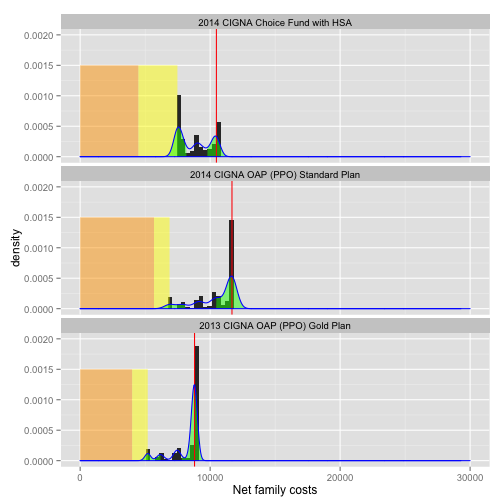 2014 CIGNA Choice Fund with HSA
0.0020
0.0015
0.0010
0.0005
0.0000
2014 CIGNA OAP (PPO) Standard Plan
0.0020
0.0015
0.0010
0.0005
0.0000
density
2013 CIGNA OAP (PPO) Gold Plan
0.0020
0.0015
0.0010
0.0005
0.0000
0 10000 20000 30000
Net family costs